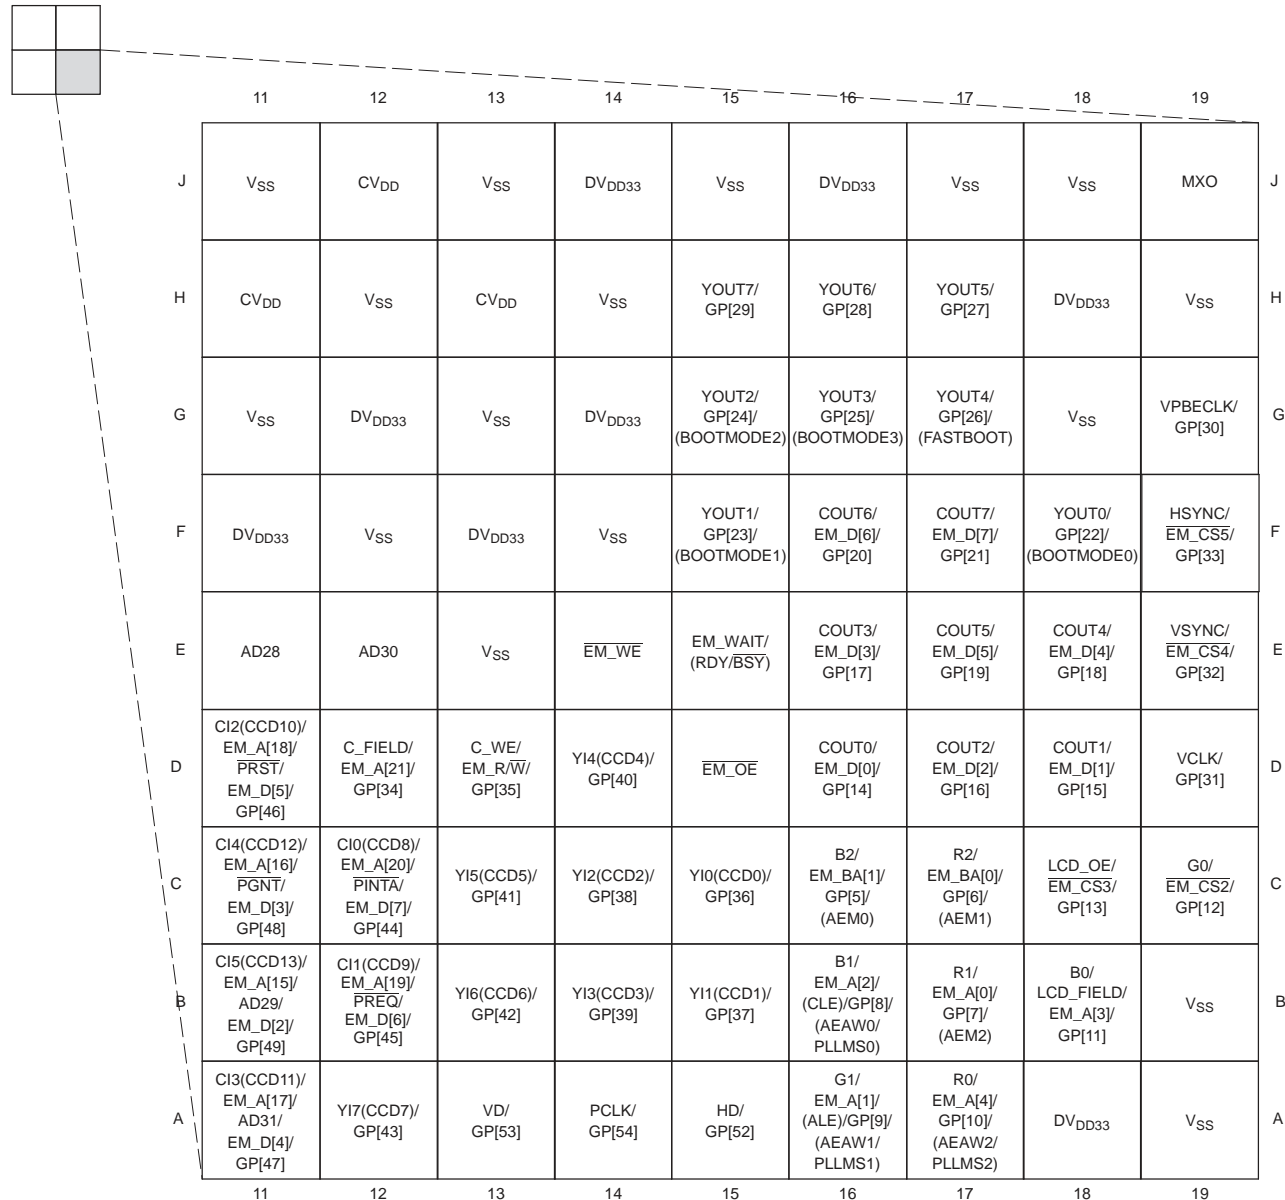 11 12 13 14 15 16 17 18 19
J VSS CVDD VSS DVDD33 VSS DVDD33 VSS VSS MXO J
H CVDD VSS CVDD VSS YOUT7/ GP[29] YOUT6/ GP[28] YOUT5/ GP[27] DVDD33 VSS H
G VSS DVDD33 VSS DVDD33 YOUT2/ GP[24]/ (BOOTMODE2) YOUT3/ GP[25]/ (BOOTMODE3) YOUT4/ GP[26]/ (FASTBOOT) VSS VPBECLK/ GP[30] G
F DVDD33 VSS DVDD33 VSS YOUT1/ GP[23]/ (BOOTMODE1) COUT6/ EM_D[6]/ GP[20] COUT7/ EM_D[7]/ GP[21] YOUT0/ GP[22]/ (BOOTMODE0) HSYNC/ EM_CS5/ GP[33] F
E AD28 AD30 VSS EM_WE EM_WAIT/ (RDY/BSY) COUT3/ EM_D[3]/ GP[17] COUT5/ EM_D[5]/ GP[19] COUT4/ EM_D[4]/ GP[18] VSYNC/ EM_CS4/ GP[32] E
D CI2(CCD10)/ EM_A[18]/ PRST/ EM_D[5]/ GP[46] C_FIELD/ EM_A[21]/ GP[34] C_WE/ EM_R/W/ GP[35] YI4(CCD4)/ GP[40] EM_OE COUT0/ EM_D[0]/ GP[14] COUT2/ EM_D[2]/ GP[16] COUT1/ EM_D[1]/ GP[15] VCLK/ GP[31] D
C CI4(CCD12)/ EM_A[16]/ PGNT/ EM_D[3]/ GP[48] CI0(CCD8)/ EM_A[20]/ PINTA/ EM_D[7]/ GP[44] YI5(CCD5)/ GP[41] YI2(CCD2)/ GP[38] YI0(CCD0)/ GP[36] B2/ EM_BA[1]/ GP[5]/ (AEM0) R2/ EM_BA[0]/ GP[6]/ (AEM1) LCD_OE/ EM_CS3/ GP[13] G0/ EM_CS2/ GP[12] C
B CI5(CCD13)/ EM_A[15]/ AD29/ EM_D[2]/ GP[49] CI1(CCD9)/ EM_A[19]/ PREQ/ EM_D[6]/ GP[45] YI6(CCD6)/ GP[42] YI3(CCD3)/ GP[39] YI1(CCD1)/ GP[37] B1/ EM_A[2]/ (CLE)/GP[8]/ (AEAW0/ PLLMS0) R1/ EM_A[0]/ GP[7]/ (AEM2) B0/ LCD_FIELD/ EM_A[3]/ GP[11] VSS B
A CI3(CCD11)/ EM_A[17]/ AD31/ EM_D[4]/ GP[47] YI7(CCD7)/ GP[43] VD/ GP[53] PCLK/ GP[54] HD/ GP[52] G1/ EM_A[1]/ (ALE)/GP[9]/ (AEAW1/ PLLMS1) R0/ EM_A[4]/ GP[10]/ (AEAW2/ PLLMS2) DVDD33 VSS A
11 12 13 14 15 16 17 18 19